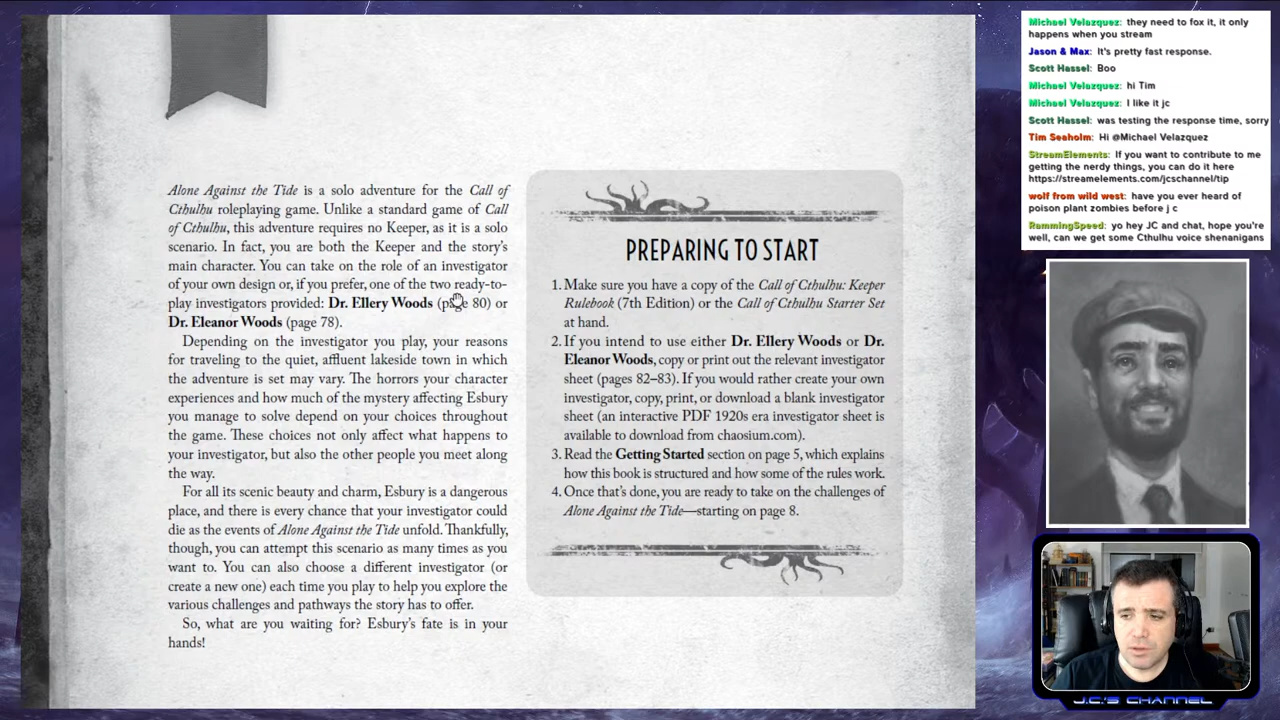 Alone Against the Tide is a solo adventure for the Call of
Cthulhu roleplaying game. Unlike a standard game of Call
of Cthulhu, this adventure requires no Keeper, as it is a solo
scenario. In fact, you are both the Keeper and the story's
main character. You can take on the role of an investigator
of your own design or, if you prefer, one of the two ready-to-
play investigators provided: Dr. Ellery Woods (page 80) or
Dr. Eleanor Woods (page 78).
Depending on the investigator you play, your reasons
for traveling to the quiet, affluent lakeside town in which
the adventure is set may vary. The horrors your character
experiences and how much of the mystery affecting Esbury
you manage to solve depend on your choices throughout
the game. These choices not only affect what happens to
your investigator, but also the other people you meet along
the way.
For all its scenic beauty and charm, Esbury is a dangerous
place, and there is every chance that your investigator could
die as the events of Alone Against the Tide unfold. Thankfully,
though, you can attempt this scenario as many times as you
want to. You can also choose a different investigator (or
create a new one) each time you play to help you explore the
various challenges and pathways the story has to offer.
So, what are you waiting for? Esbury's fate is in your
hands!
PREPARING TO START
1. Make sure you have a copy of the Call of Cthulhu: Keeper
Rulebook (7th Edition) or the Call of Cthulhu Starter Set
at hand.
2. If you intend to use either Dr. Ellery Woods or Dr.
Eleanor Woods, copy or print out the relevant investigator
sheet (pages 82–83). If you would rather create your own
investigator, copy, print, or download a blank investigator
sheet (an interactive PDF 1920s era investigator sheet is
available to download from chaosium.com).
3. Read the Getting Started section on page 5, which explains
how this book is structured and how some of the rules work.
4. Once that's done, you are ready to take on the challenges of
Alone Against the Tide—starting on page 8.
Michael Velazquez: they need to fox it, it only
happens when you stream
Jason & Max: It's pretty fast response.
Scott Hassel: Boo
Michael Velazquez: hi Tim
Michael Velazquez: I like it jc
Scott Hassel: was testing the response time, sorry
Tim Seaholm: Hi @Michael Velazquez
StreamElements: If you want to contribute to me
getting the nerdy things, you can do it here
https://streamelements.com/jcschannel/tip
wolf from wild west: have you ever heard of
poison plant zombies before j c
RammingSpeed: yo hey JC and chat, hope you're
well, can we get some Cthulhu voice shenanigans
J.C.'S CHANNEL